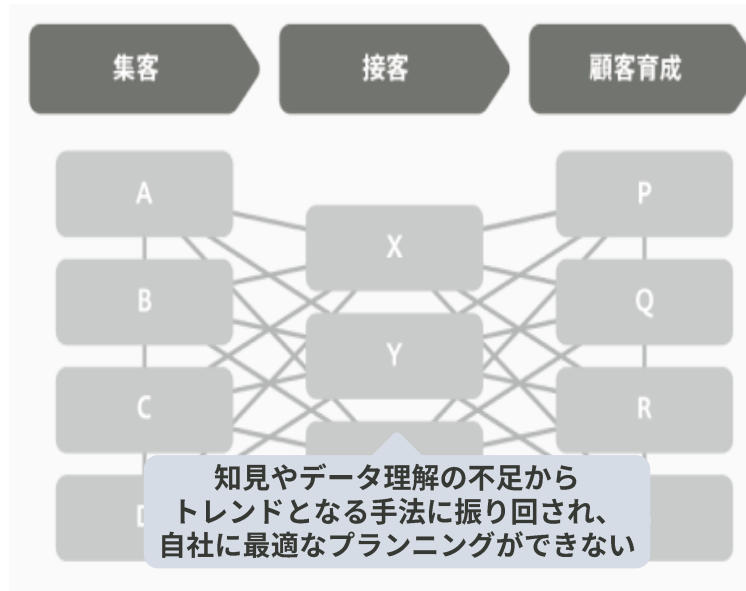 集客
接客
顧客育成
A
P
X
B
Q
Y
C
R
知見やデータ理解の不足から
トレンドとなる手法に振り回され、
自社に最適なプランニングができない